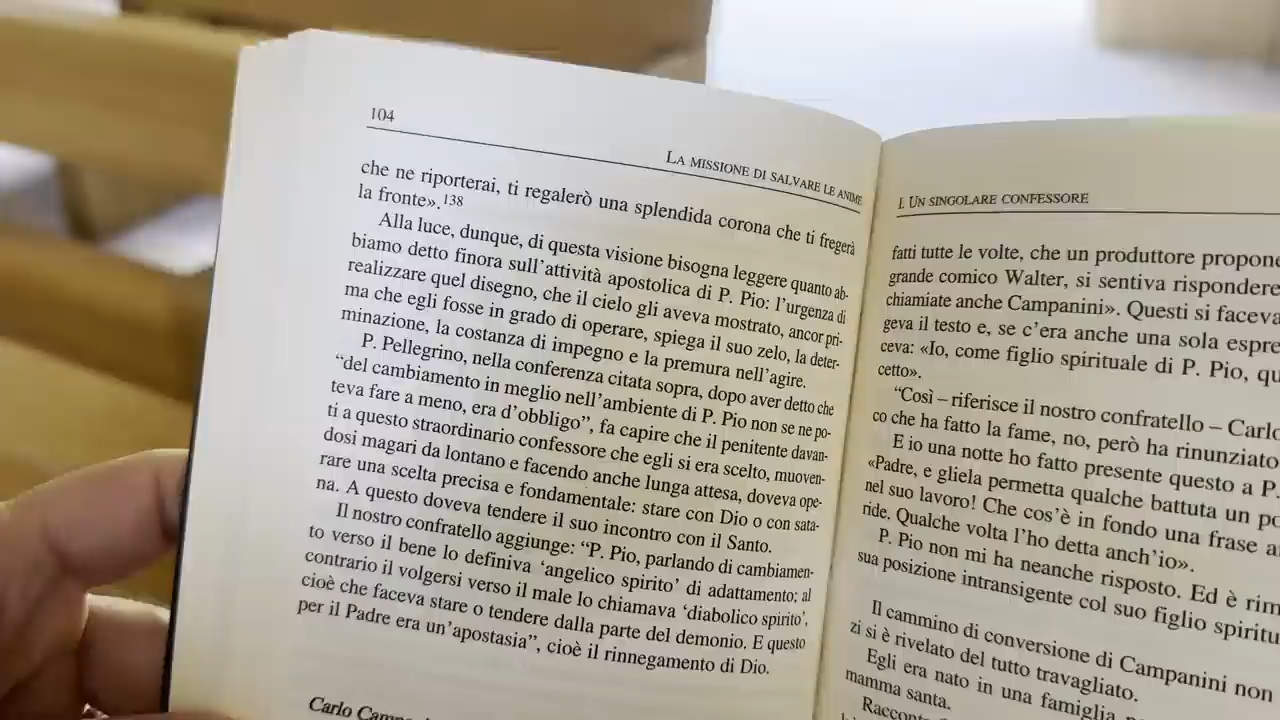 104
LA MISSIONE DI SALVARE LE ANIME
che ne riporterai, ti regalerò una splendida corona che ti fregerà
la fronte».138
Alla luce, dunque, di questa visione bisogna leggere quanto ab-
biamo detto finora sull'attività apostolica di P. Pio: l'urgenza di
realizzare quel disegno, che il cielo gli aveva mostrato, ancor pri-
ma che egli fosse in grado di operare, spiega il suo zelo, la deter-
minazione, la costanza di impegno e la premura nell'agire.
P. Pellegrino, nella conferenza citata sopra, dopo aver detto che
“del cambiamento in meglio nell'ambiente di P. Pio non se ne po-
teva fare a meno, era d'obbligo”, fa capire che il penitente davan-
ti a questo straordinario confessore che egli si era scelto, muoven-
dosi magari da lontano e facendo anche lunga attesa, doveva ope-
rare una scelta precisa e fondamentale: stare con Dio o con sata-
na. A questo doveva tendere il suo incontro con il Santo.
Il nostro confratello aggiunge: “P. Pio, parlando di cambiamen-
to verso il bene lo definiva ‘angelico spirito’ di adattamento; al
contrario il volgersi verso il male lo chiamava ‘diabolico spirito’,
cioè che faceva stare o tendere dalla parte del demonio. E questo
per il Padre era un'apostasia”, cioè il rinnegamento di Dio.
Carlo
I. UN SINGOLARE CONFESSORE
fatti tutte le volte, che un produttore propone
grande comico Walter, si sentiva rispondere
chiamiate anche Campanini». Questi si faceva
geva il testo e, se c'era anche una sola espre
ceva: «Io, come figlio spirituale di P. Pio, qu
cetto».
“Così – riferisce il nostro confratello – Carlo
co che ha fatto la fame, no, però ha rinunziato
E io una notte ho fatto presente questo a P.
«Padre, e gliela permetta qualche battuta un po
nel suo lavoro! Che cos'è in fondo una frase a
ride. Qualche volta l'ho detta anch'io».
P. Pio non mi ha neanche risposto. Ed è rim
sua posizione intransigente col suo figlio spiritu
Il cammino di conversione di Campanini non
zi si è rivelato del tutto travagliato.
Egli era nato in una famiglia
mamma santa.